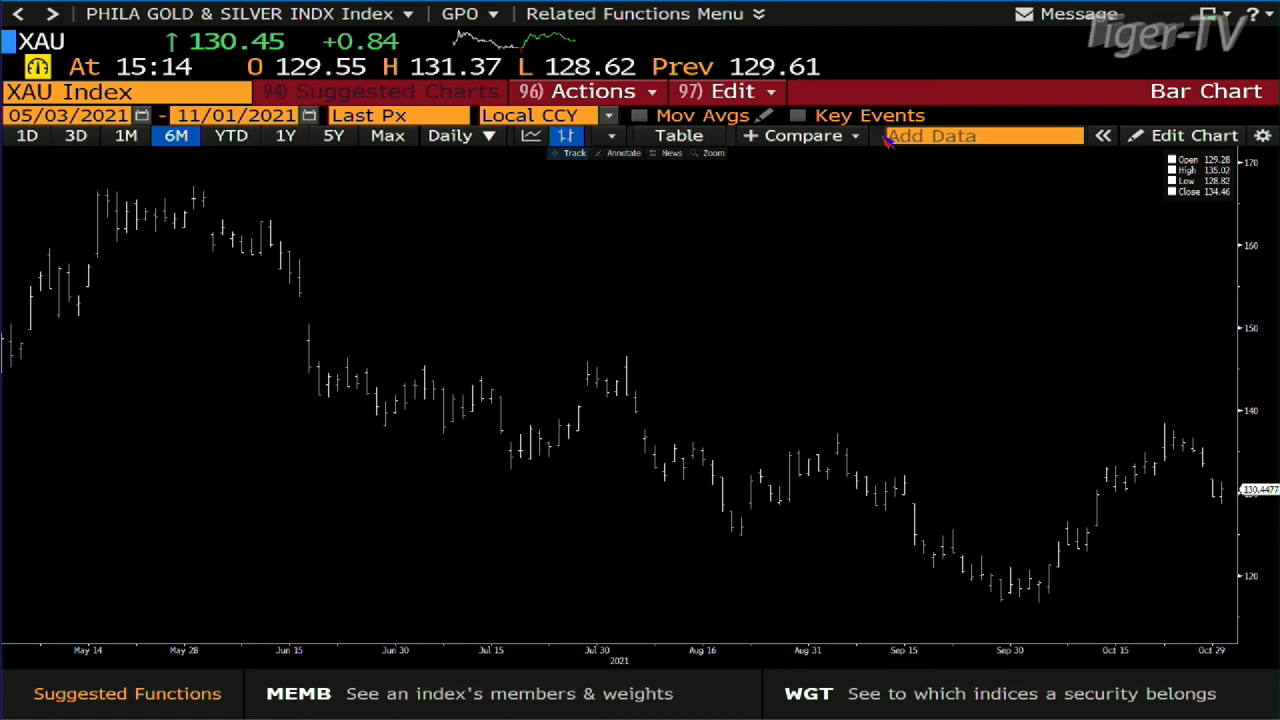 PHILA GOLD & SILVER INDX Index GPO Related Functions Menu Message ?
Tiger-TV
XAU ↑ 130.45 +0.84
At 15:14 O 129.55 H 131.37 L 128.62 Prev 129.61
XAU Index 94) Suggested Charts 96) Actions 97) Edit Bar Chart
05/03/2021 - 11/01/2021 Last Px Local CCY Mov Avgs Key Events
1D 3D 1M 6M YTD 1Y 5Y Max Daily ▼ Table + Compare Add Data « Edit Chart
Track Annotate News Zoom
Open 129.28
High 135.02
Low 128.82
Close 134.46
170
160
150
140
130.4477
120
May 14 May 28 Jun 15 Jun 30 Jul 15 Jul 30 Aug 16 Aug 31 Sep 15 Sep 30 Oct 15 Oct 29
2021
Suggested Functions MEMB See an index's members & weights WGT See to which indices a security belongs